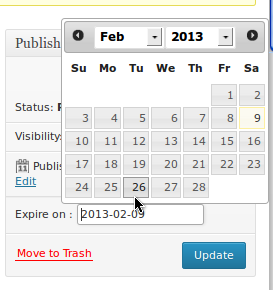 Feb 2013
Su Mo Tu We Th Fr Sa
1 2
3 4 5 6 7 8 9
10 11 12 13 14 15 16
17 18 19 20 21 22 23
24 25 26 27 28
Publish
Status:
Visibility:
11 Publis
Edit
Expire on : 2013-02-09
Move to Trash
Update